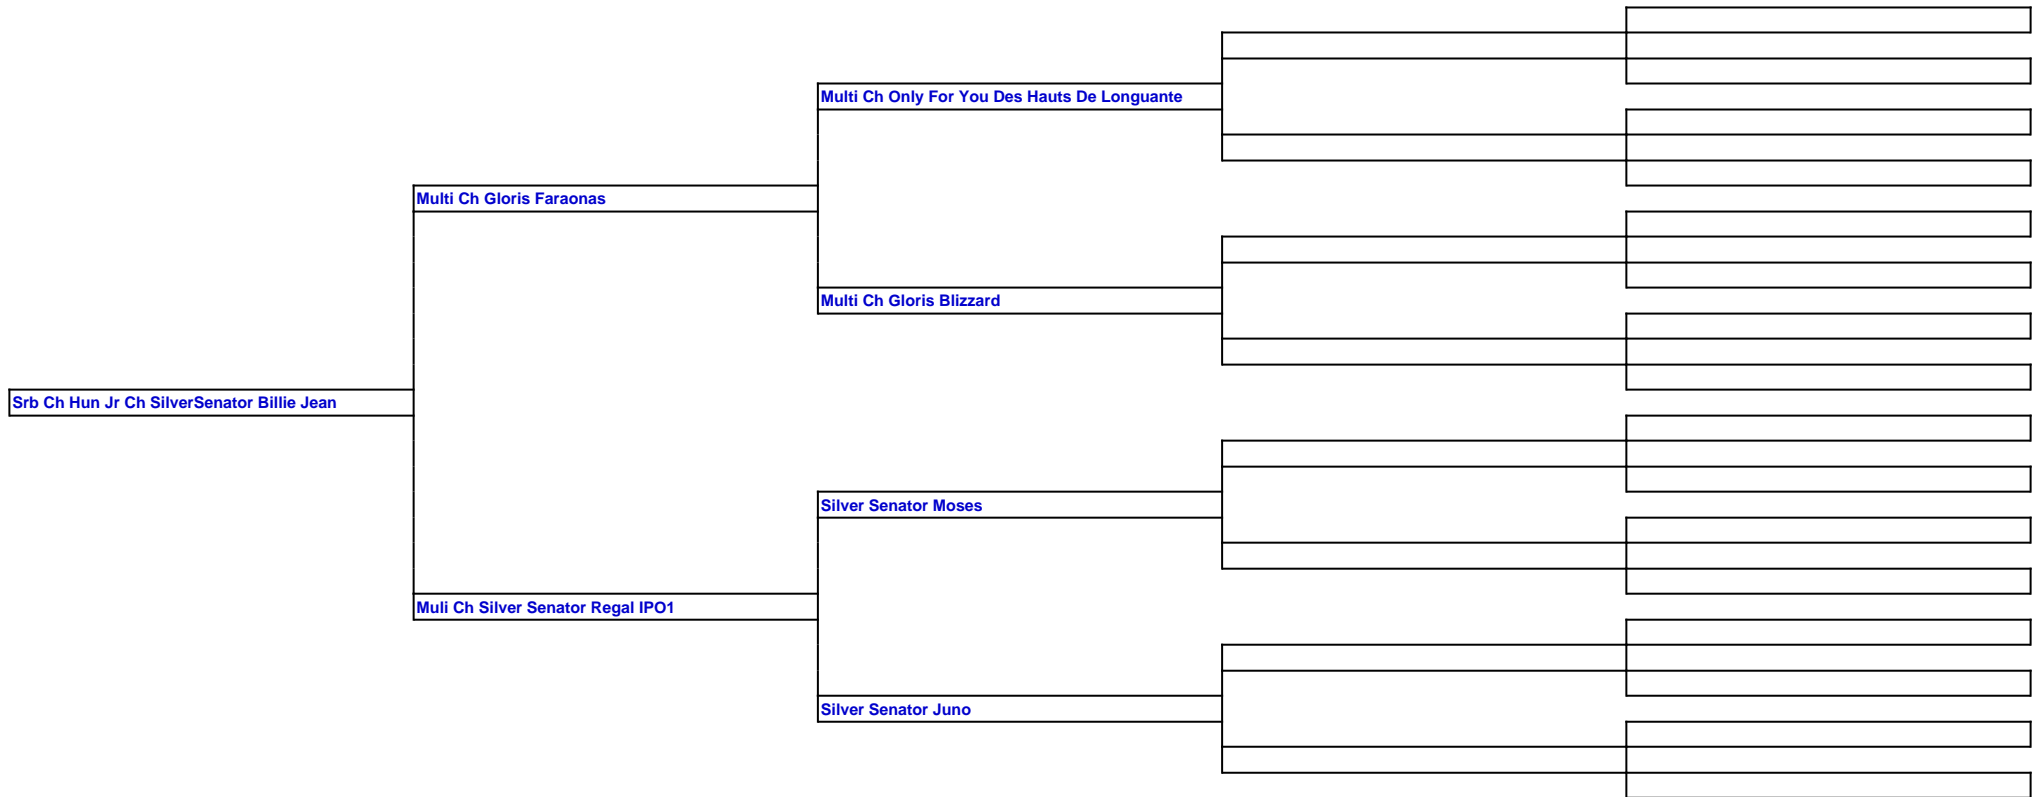 Multi Ch Only For You Des Hauts De Longuante
Multi Ch Gloris Faraonas
Multi Ch Gloris Blizzard
Srb Ch Hun Jr Ch SilverSenator Billie Jean
Silver Senator Moses
Muli Ch Silver Senator Regal IPO1
Silver Senator Juno